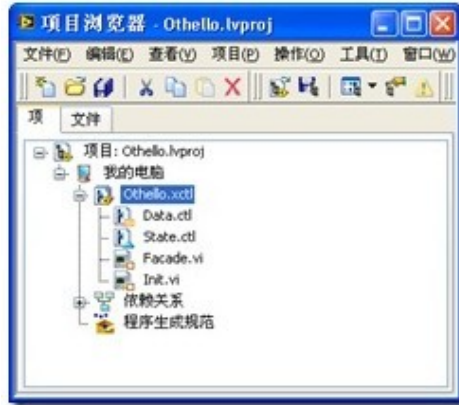 项目浏览器 - Othello.lvproj
文件(F) 编辑(E) 查看(V) 项目(P) 操作(O) 工具(T) 窗口(W)
项 文件
项目: Othello.lvproj
我的电脑
Othello.xctl
Data.ctl
State.ctl
Facade.vi
Init.vi
依赖关系
程序生成规范